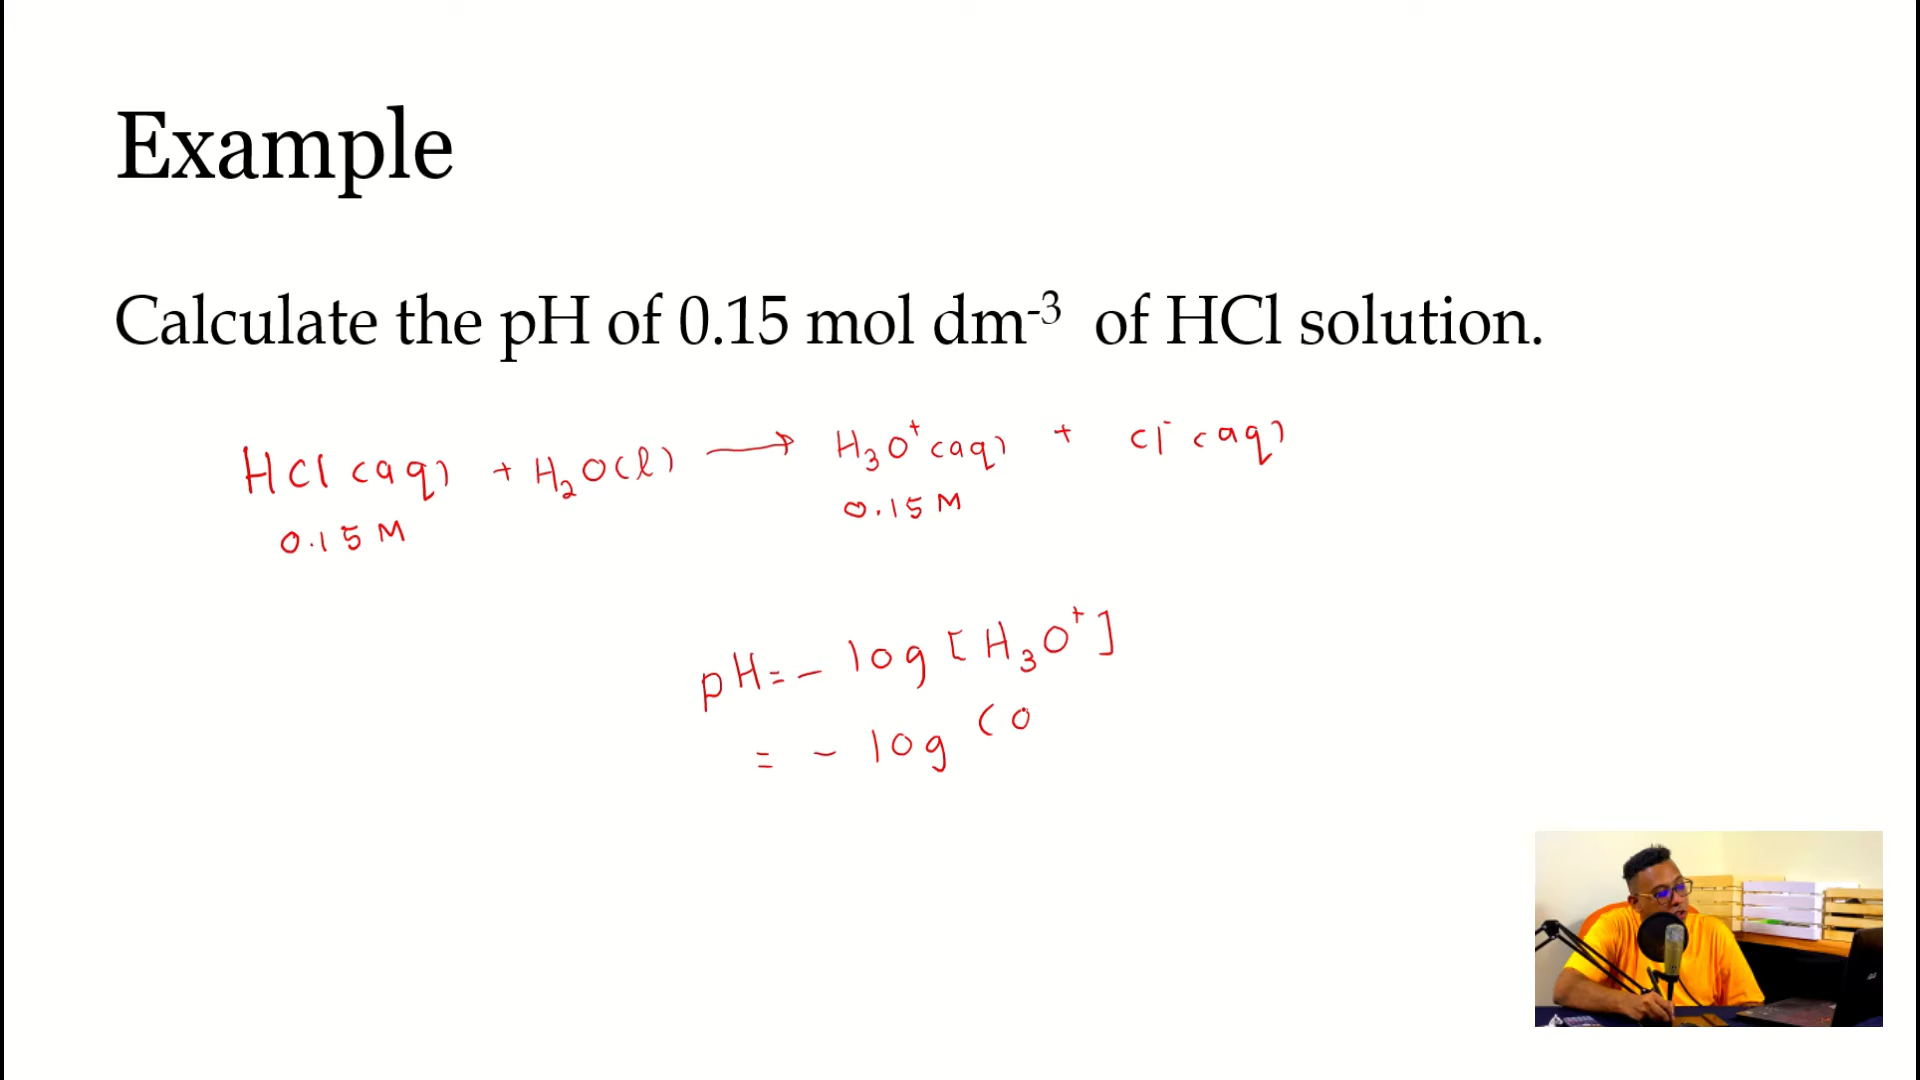 Example
Calculate the pH of 0.15 mol dm⁻³ of HCl solution.
HCl (aq) + H₂O(l) ⟶ H₃O⁺ (aq) + Cl⁻ (aq)
0.15 M 0.15 M
pH = - log [H₃O⁺]
= - log (0